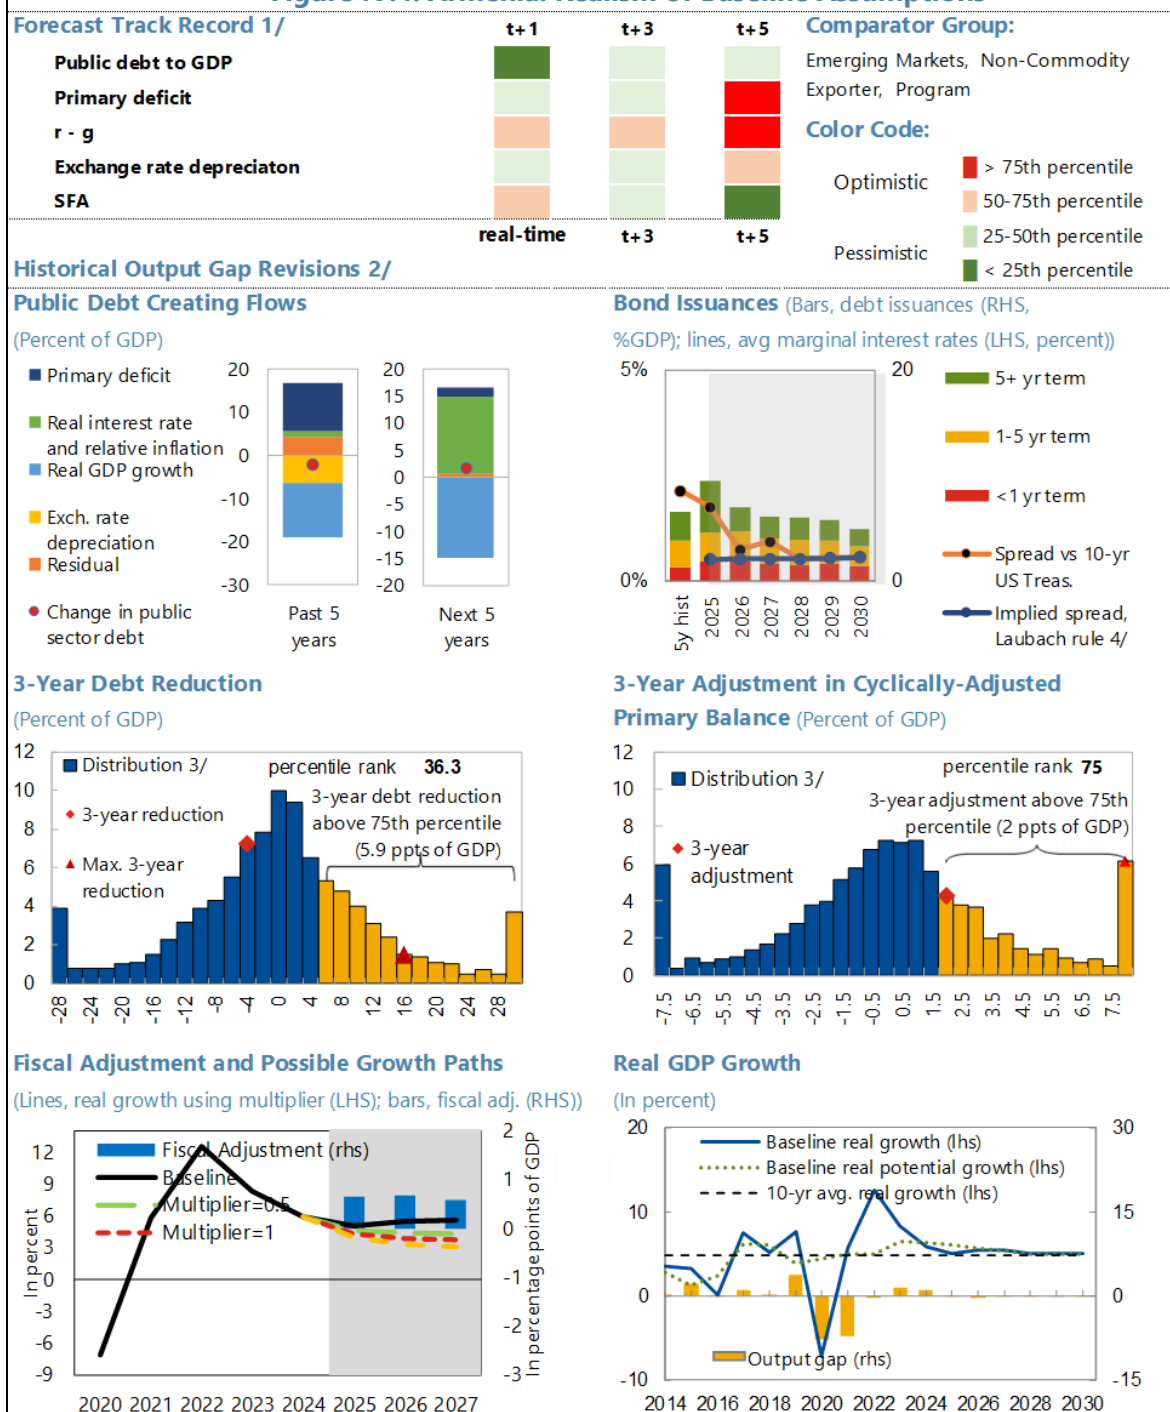 Forecast Track Record 1/
t+1 t+3 t+5
Comparator Group:
Public debt to GDP
Emerging Markets, Non-Commodity
Exporter, Program
Primary deficit
r - g
Color Code:
Exchange rate depreciaton
SFA
Optimistic
> 75th percentile
50-75th percentile
Pessimistic
25-50th percentile
< 25th percentile
real-time t+3 t+5
Historical Output Gap Revisions 2/
Public Debt Creating Flows
(Percent of GDP)
Primary deficit
Real interest rate
and relative inflation
Real GDP growth
Exch. rate
depreciation
Residual
Change in public
sector debt
20
10
0
-10
-20
-30
Past 5
years
20
15
10
5
0
-5
-10
-15
-20
Next 5
years
Bond Issuances (Bars, debt issuances (RHS,
%GDP); lines, avg marginal interest rates (LHS, percent))
5%
0%
20
0
5y hist
2025
2026
2027
2028
2029
2030
5+ yr term
1-5 yr term
<1 yr term
Spread vs 10-yr
US Treas.
Implied spread,
Laubach rule 4/
3-Year Debt Reduction
(Percent of GDP)
12
10
8
6
4
2
0
Distribution 3/
3-year reduction
Max. 3-year
reduction
percentile rank 36.3
3-year debt reduction
above 75th percentile
(5.9 ppts of GDP)
-28 -24 -20 -16 -12 -8 -4 0 4 8 12 16 20 24 28
3-Year Adjustment in Cyclically-Adjusted
Primary Balance (Percent of GDP)
12
10
8
6
4
2
0
Distribution 3/
3-year
adjustment
percentile rank 75
3-year adjustment above 75th
percentile (2 ppts of GDP)
-7.5 -6.5 -5.5 -4.5 -3.5 -2.5 -1.5 -0.5 0.5 1.5 2.5 3.5 4.5 5.5 6.5 7.5
Fiscal Adjustment and Possible Growth Paths
(Lines, real growth using multiplier (LHS); bars, fiscal adj. (RHS))
In percent
12
9
6
3
0
-3
-6
-9
Fiscal Adjustment (rhs)
Baseline
Multiplier=0.5
Multiplier=1
2
1
0
-1
-2
-3
In percentage points of GDP
2020 2021 2022 2023 2024 2025 2026 2027
Real GDP Growth
(In percent)
20
10
0
-10
Baseline real growth (lhs)
Baseline real potential growth (lhs)
10-yr avg. real growth (lhs)
Output gap (rhs)
30
15
0
-15
2014 2016 2018 2020 2022 2024 2026 2028 2030